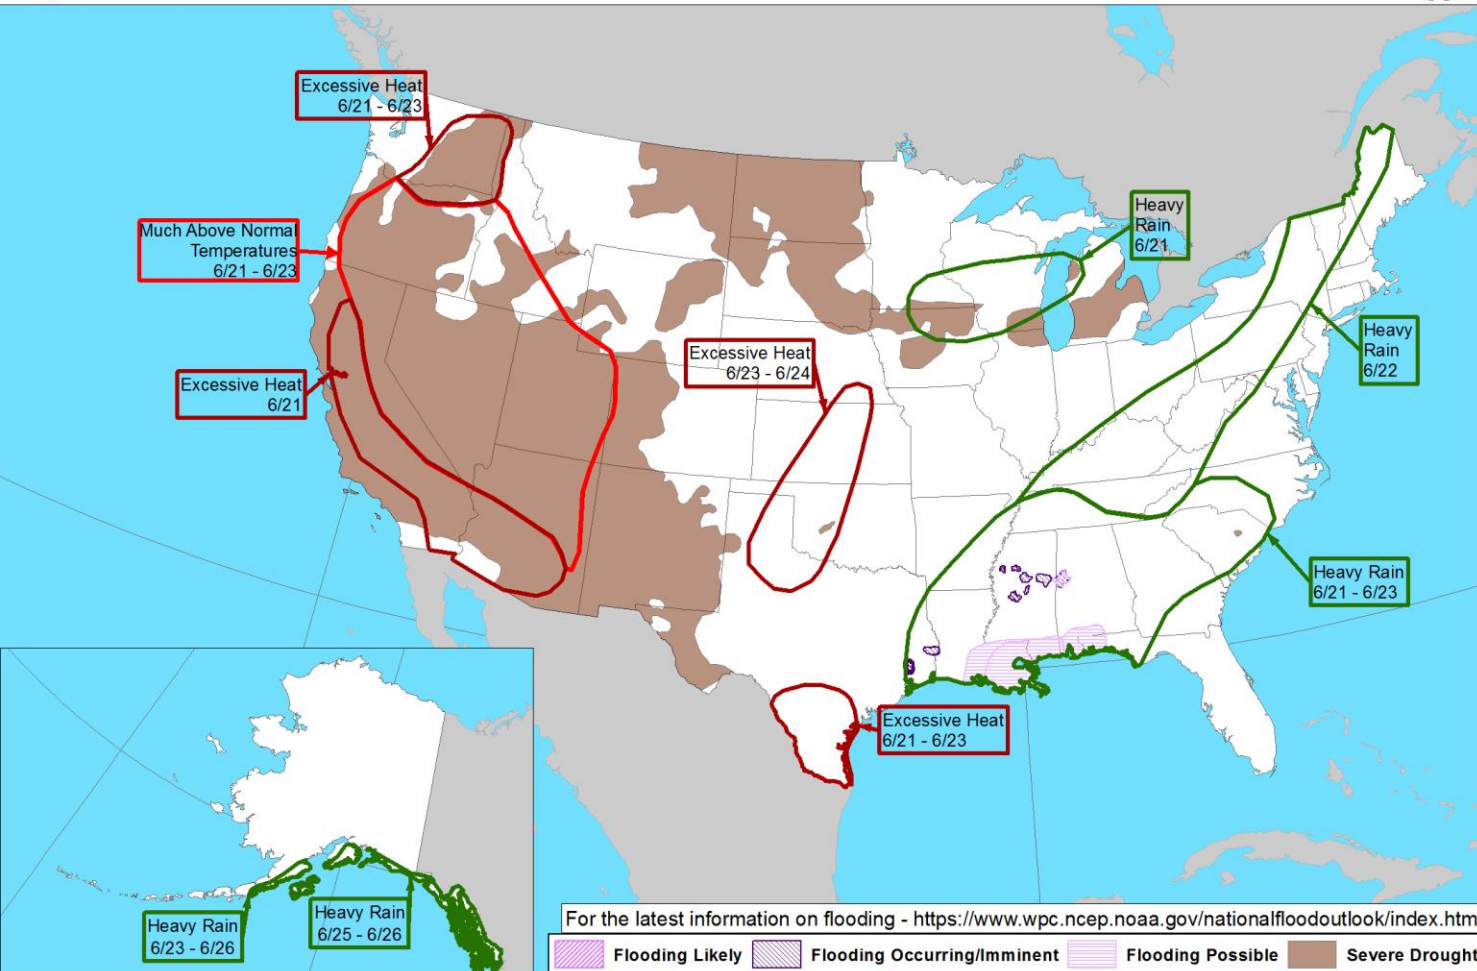 Excessive Heat
6/21 - 6/23
Much Above Normal
Temperatures
6/21 - 6/23
Excessive Heat
6/21
Excessive Heat
6/23 - 6/24
Heavy
Rain
6/21
Heavy
Rain
6/22
Heavy Rain
6/21 - 6/23
Excessive Heat
6/21 - 6/23
Heavy Rain
6/23 - 6/26
Heavy Rain
6/25 - 6/26
For the latest information on flooding - https://www.wpc.ncep.noaa.gov/nationalfloodoutlook/index.htm
Flooding Likely
Flooding Occurring/Imminent
Flooding Possible
Severe Drought